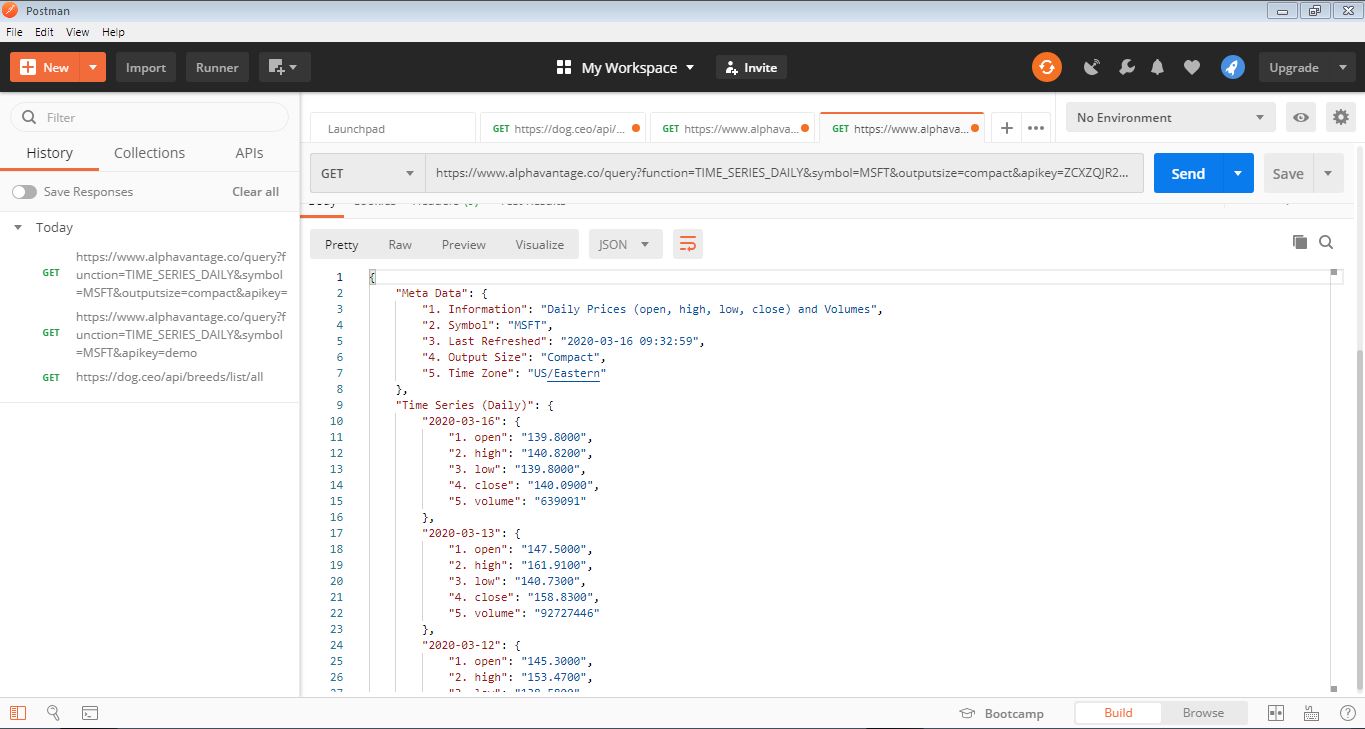 Postman
File Edit View Help
New Import Runner My Workspace Invite Upgrade
Filter
History Collections APIs
Save Responses Clear all
Today
GET https://www.alphavantage.co/query?f
unction=TIME_SERIES_DAILY&symbol
=MSFT&outputsize=compact&apikey=
GET https://www.alphavantage.co/query?f
unction=TIME_SERIES_DAILY&symbol
=MSFT&apikey=demo
GET https://dog.ceo/api/breeds/list/all
Launchpad GET https://dog.ceo/api/... GET https://www.alphava... GET https://www.alphava... No Environment
GET https://www.alphavantage.co/query?function=TIME_SERIES_DAILY&symbol=MSFT&outputsize=compact&apikey=ZCXZQJR2... Send Save
Pretty Raw Preview Visualize JSON
1 {
2 "Meta Data": {
3 "1. Information": "Daily Prices (open, high, low, close) and Volumes",
4 "2. Symbol": "MSFT",
5 "3. Last Refreshed": "2020-03-16 09:32:59",
6 "4. Output Size": "Compact",
7 "5. Time Zone": "US/Eastern"
8 },
9 "Time Series (Daily)": {
10 "2020-03-16": {
11 "1. open": "139.8000",
12 "2. high": "140.8200",
13 "3. low": "139.8000",
14 "4. close": "140.0900",
15 "5. volume": "639091"
16 },
17 "2020-03-13": {
18 "1. open": "147.5000",
19 "2. high": "161.9100",
20 "3. low": "140.7300",
21 "4. close": "158.8300",
22 "5. volume": "92727446"
23 },
24 "2020-03-12": {
25 "1. open": "145.3000",
26 "2. high": "153.4700",
Bootcamp Build Browse